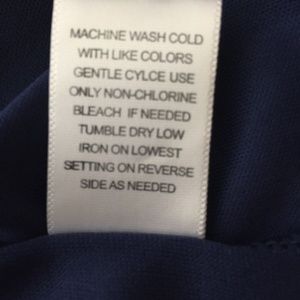 MACHINE WASH COLD
WITH LIKE COLORS
GENTLE CYLCE USE
ONLY NON-CHLORINE
BLEACH IF NEEDED
TUMBLE DRY LOW
IRON ON LOWEST
SETTING ON REVERSE
SIDE AS NEEDED